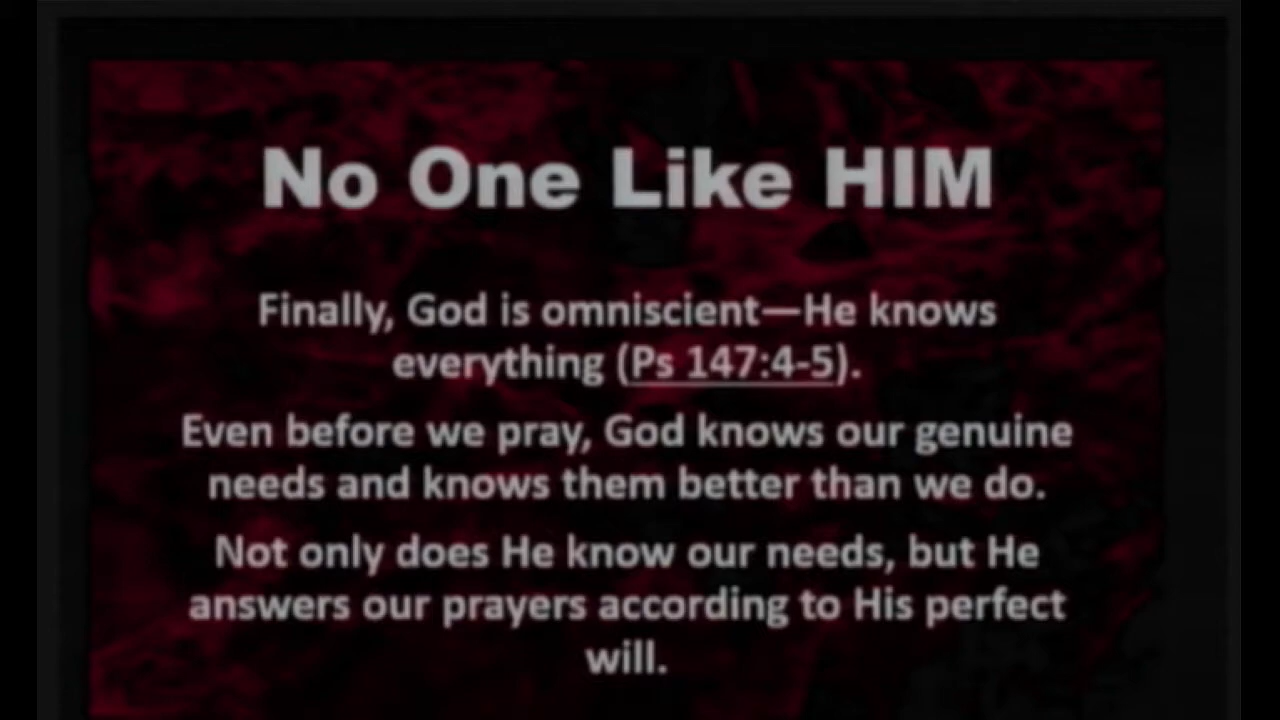 No One Like HIM
Finally, God is omniscient—He knows
everything (Ps 147:4-5).
Even before we pray, God knows our genuine
needs and knows them better than we do.
Not only does He know our needs, but He
answers our prayers according to His perfect
will.